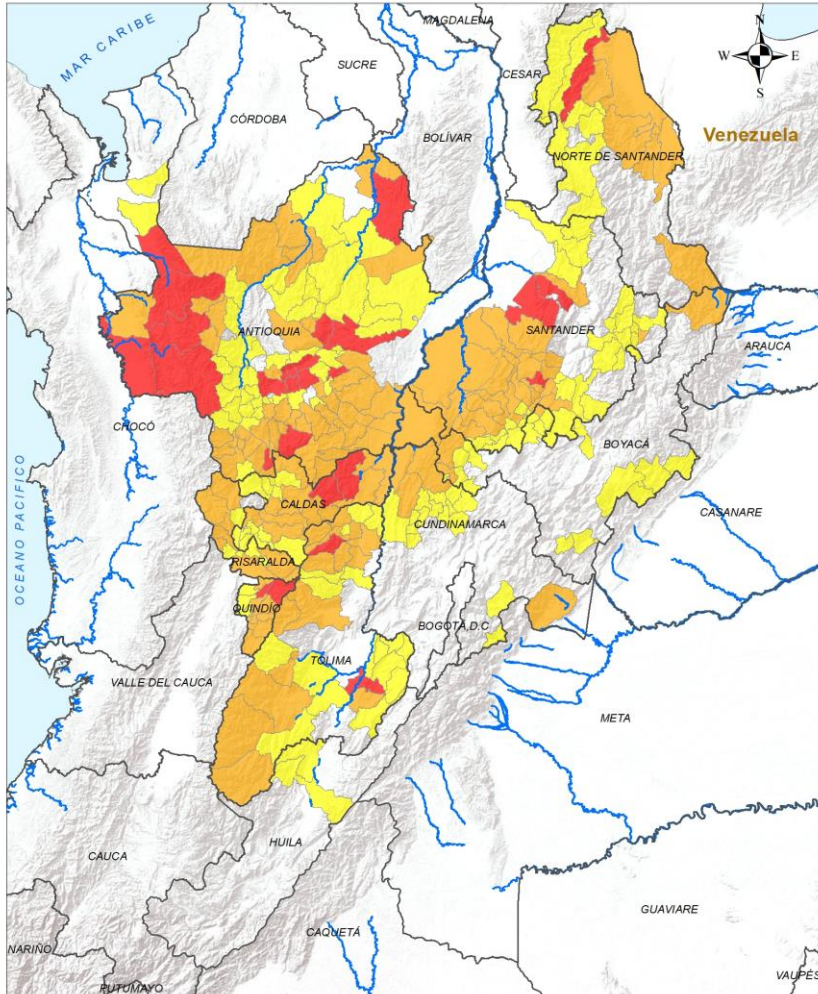 MAGDALENA
N
W E
S
MAR CARIBE
SUCRE
CESAR
CÓRDOBA
BOLÍVAR
Venezuela
NORTE DE SANTANDER
ANTIOQUIA
SANTANDER
ARAUCA
CHOCÓ
BOYACÁ
CALDAS
CASANARE
CUNDINAMARCA
OCEANO PACIFICO
RISARALDA
QUINDÍO
BOGOTÁ,D.C
TOLIMA
VALLE DEL CAUCA
META
HUILA
CAUCA
GUAVIARE
CAQUETÁ
NARIÑO
PUTUMAYO
VAUPÉS